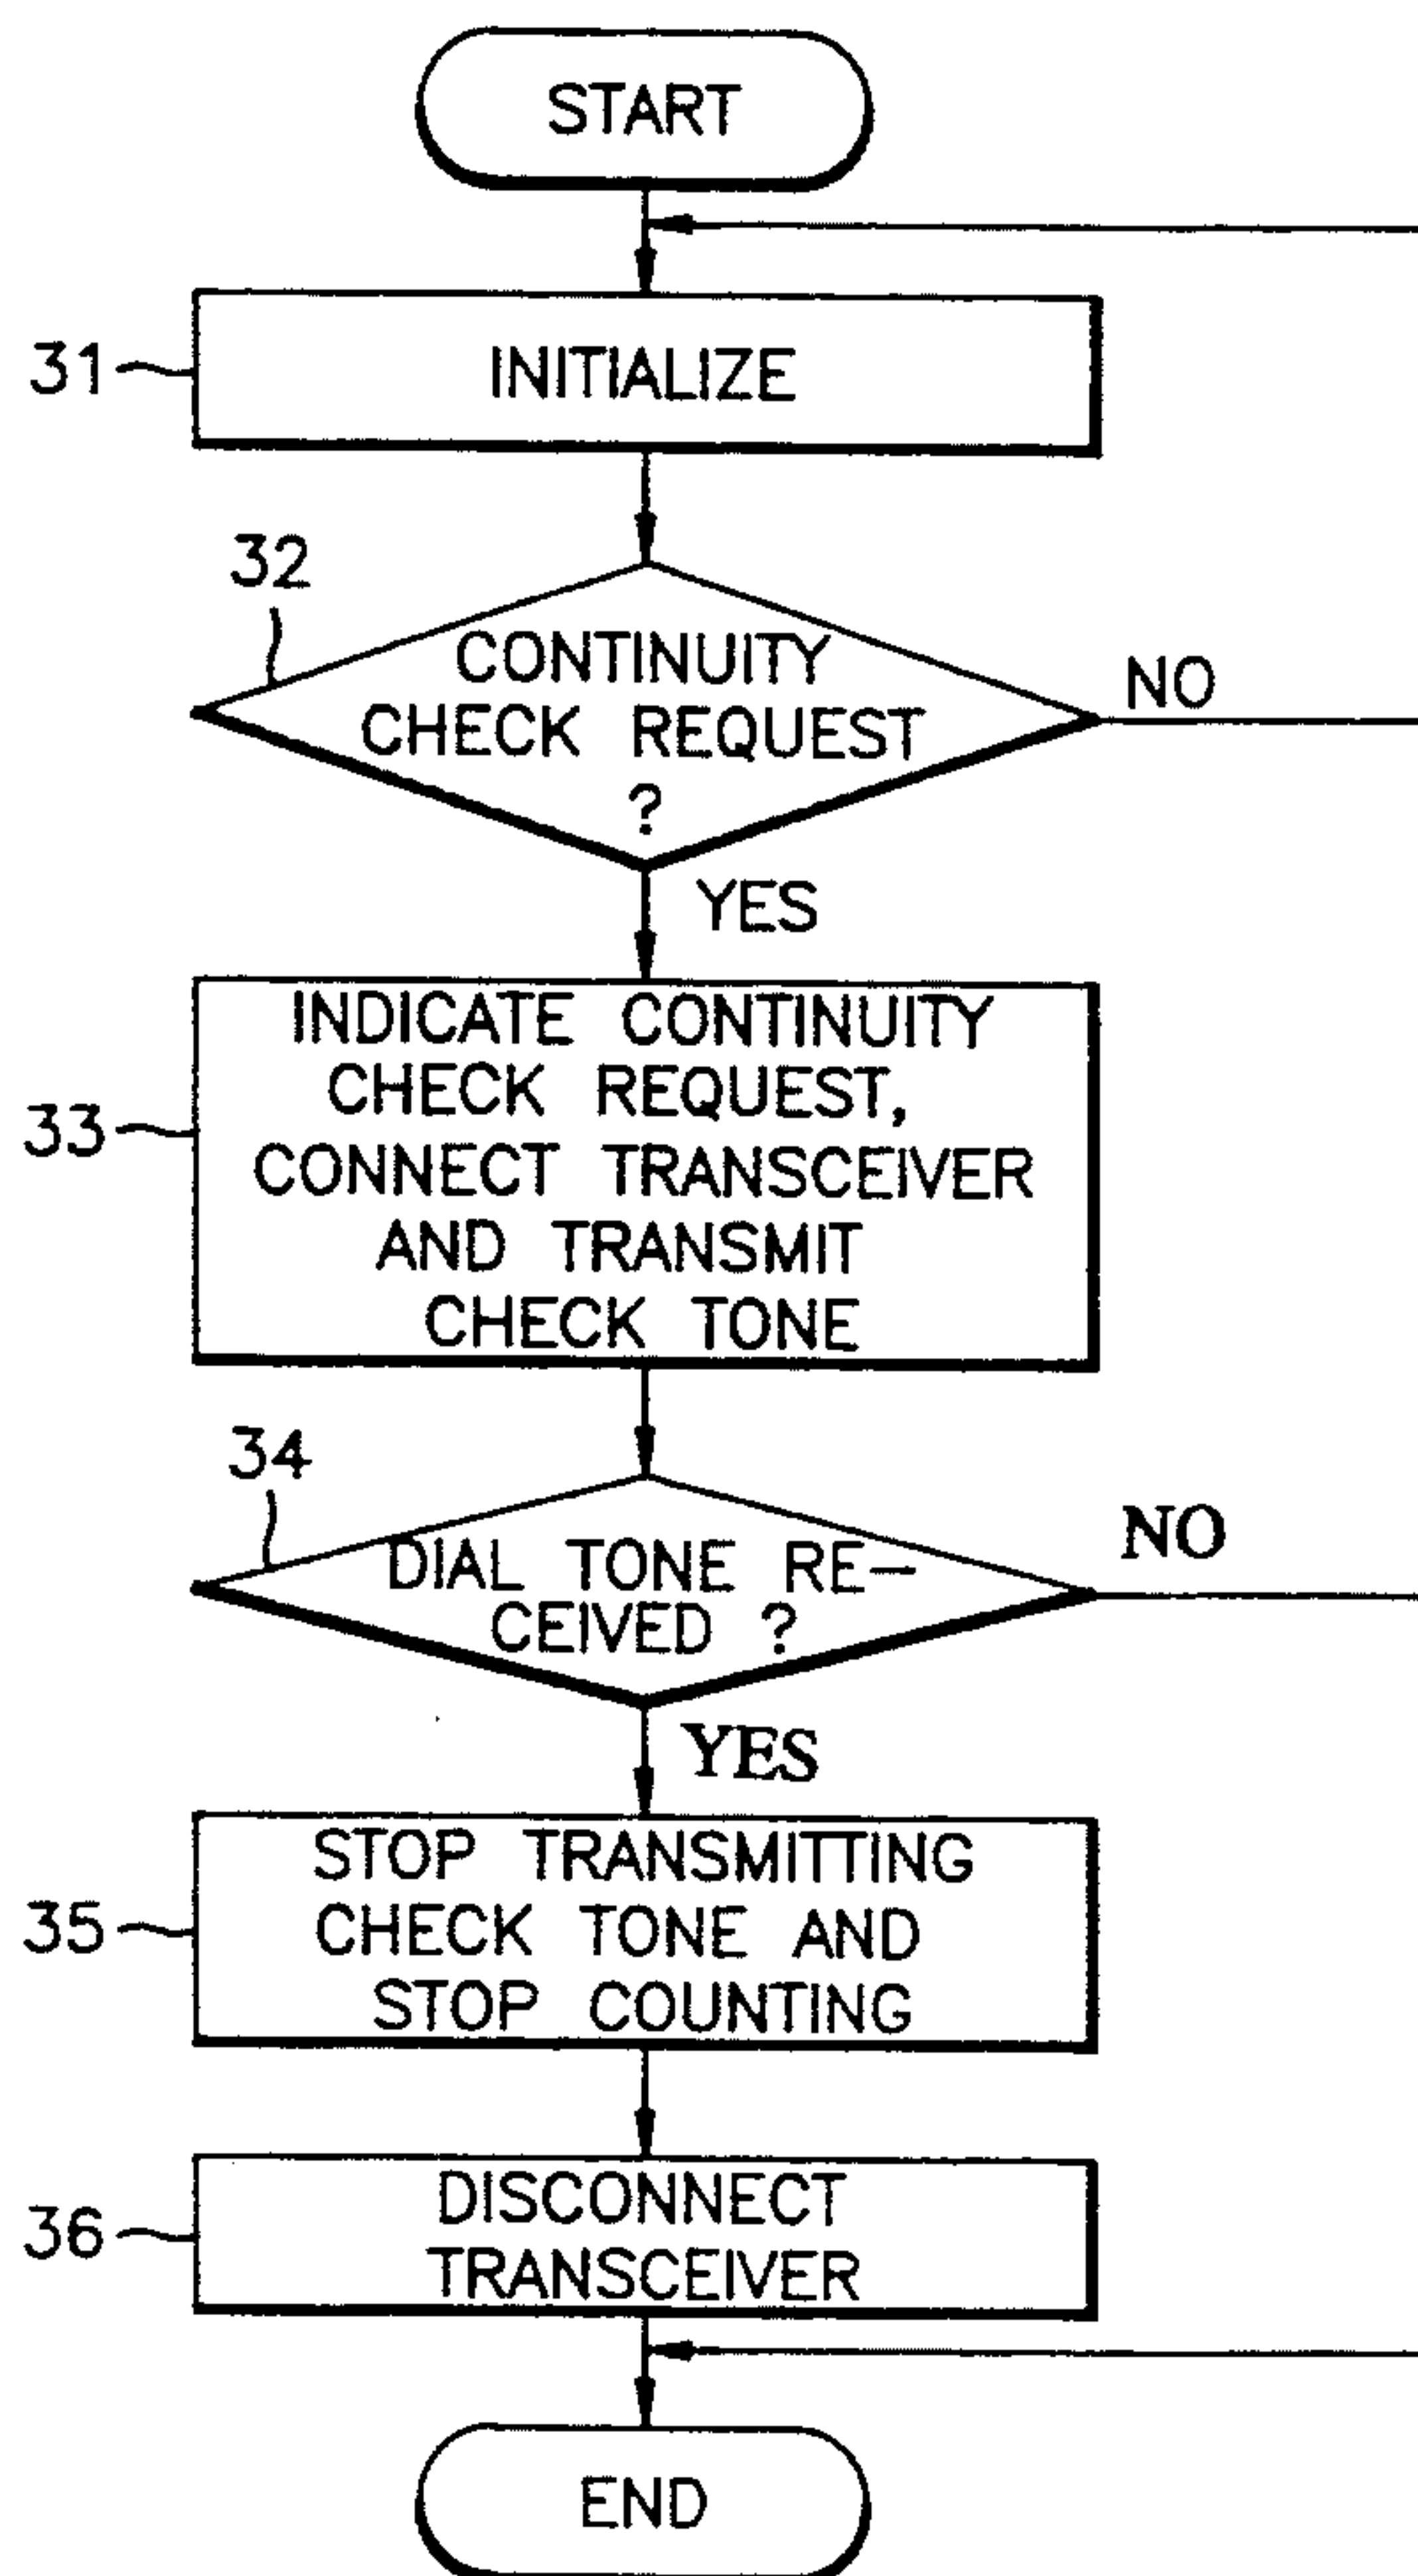 START
31
INITIALIZE
32
CONTINUITY
CHECK REQUEST
?
NO
YES
33
INDICATE CONTINUITY
CHECK REQUEST,
CONNECT TRANSCEIVER
AND TRANSMIT
CHECK TONE
34
DIAL TONE RE-
CEIVED ?
NO
YES
35
STOP TRANSMITTING
CHECK TONE AND
STOP COUNTING
36
DISCONNECT
TRANSCEIVER
END